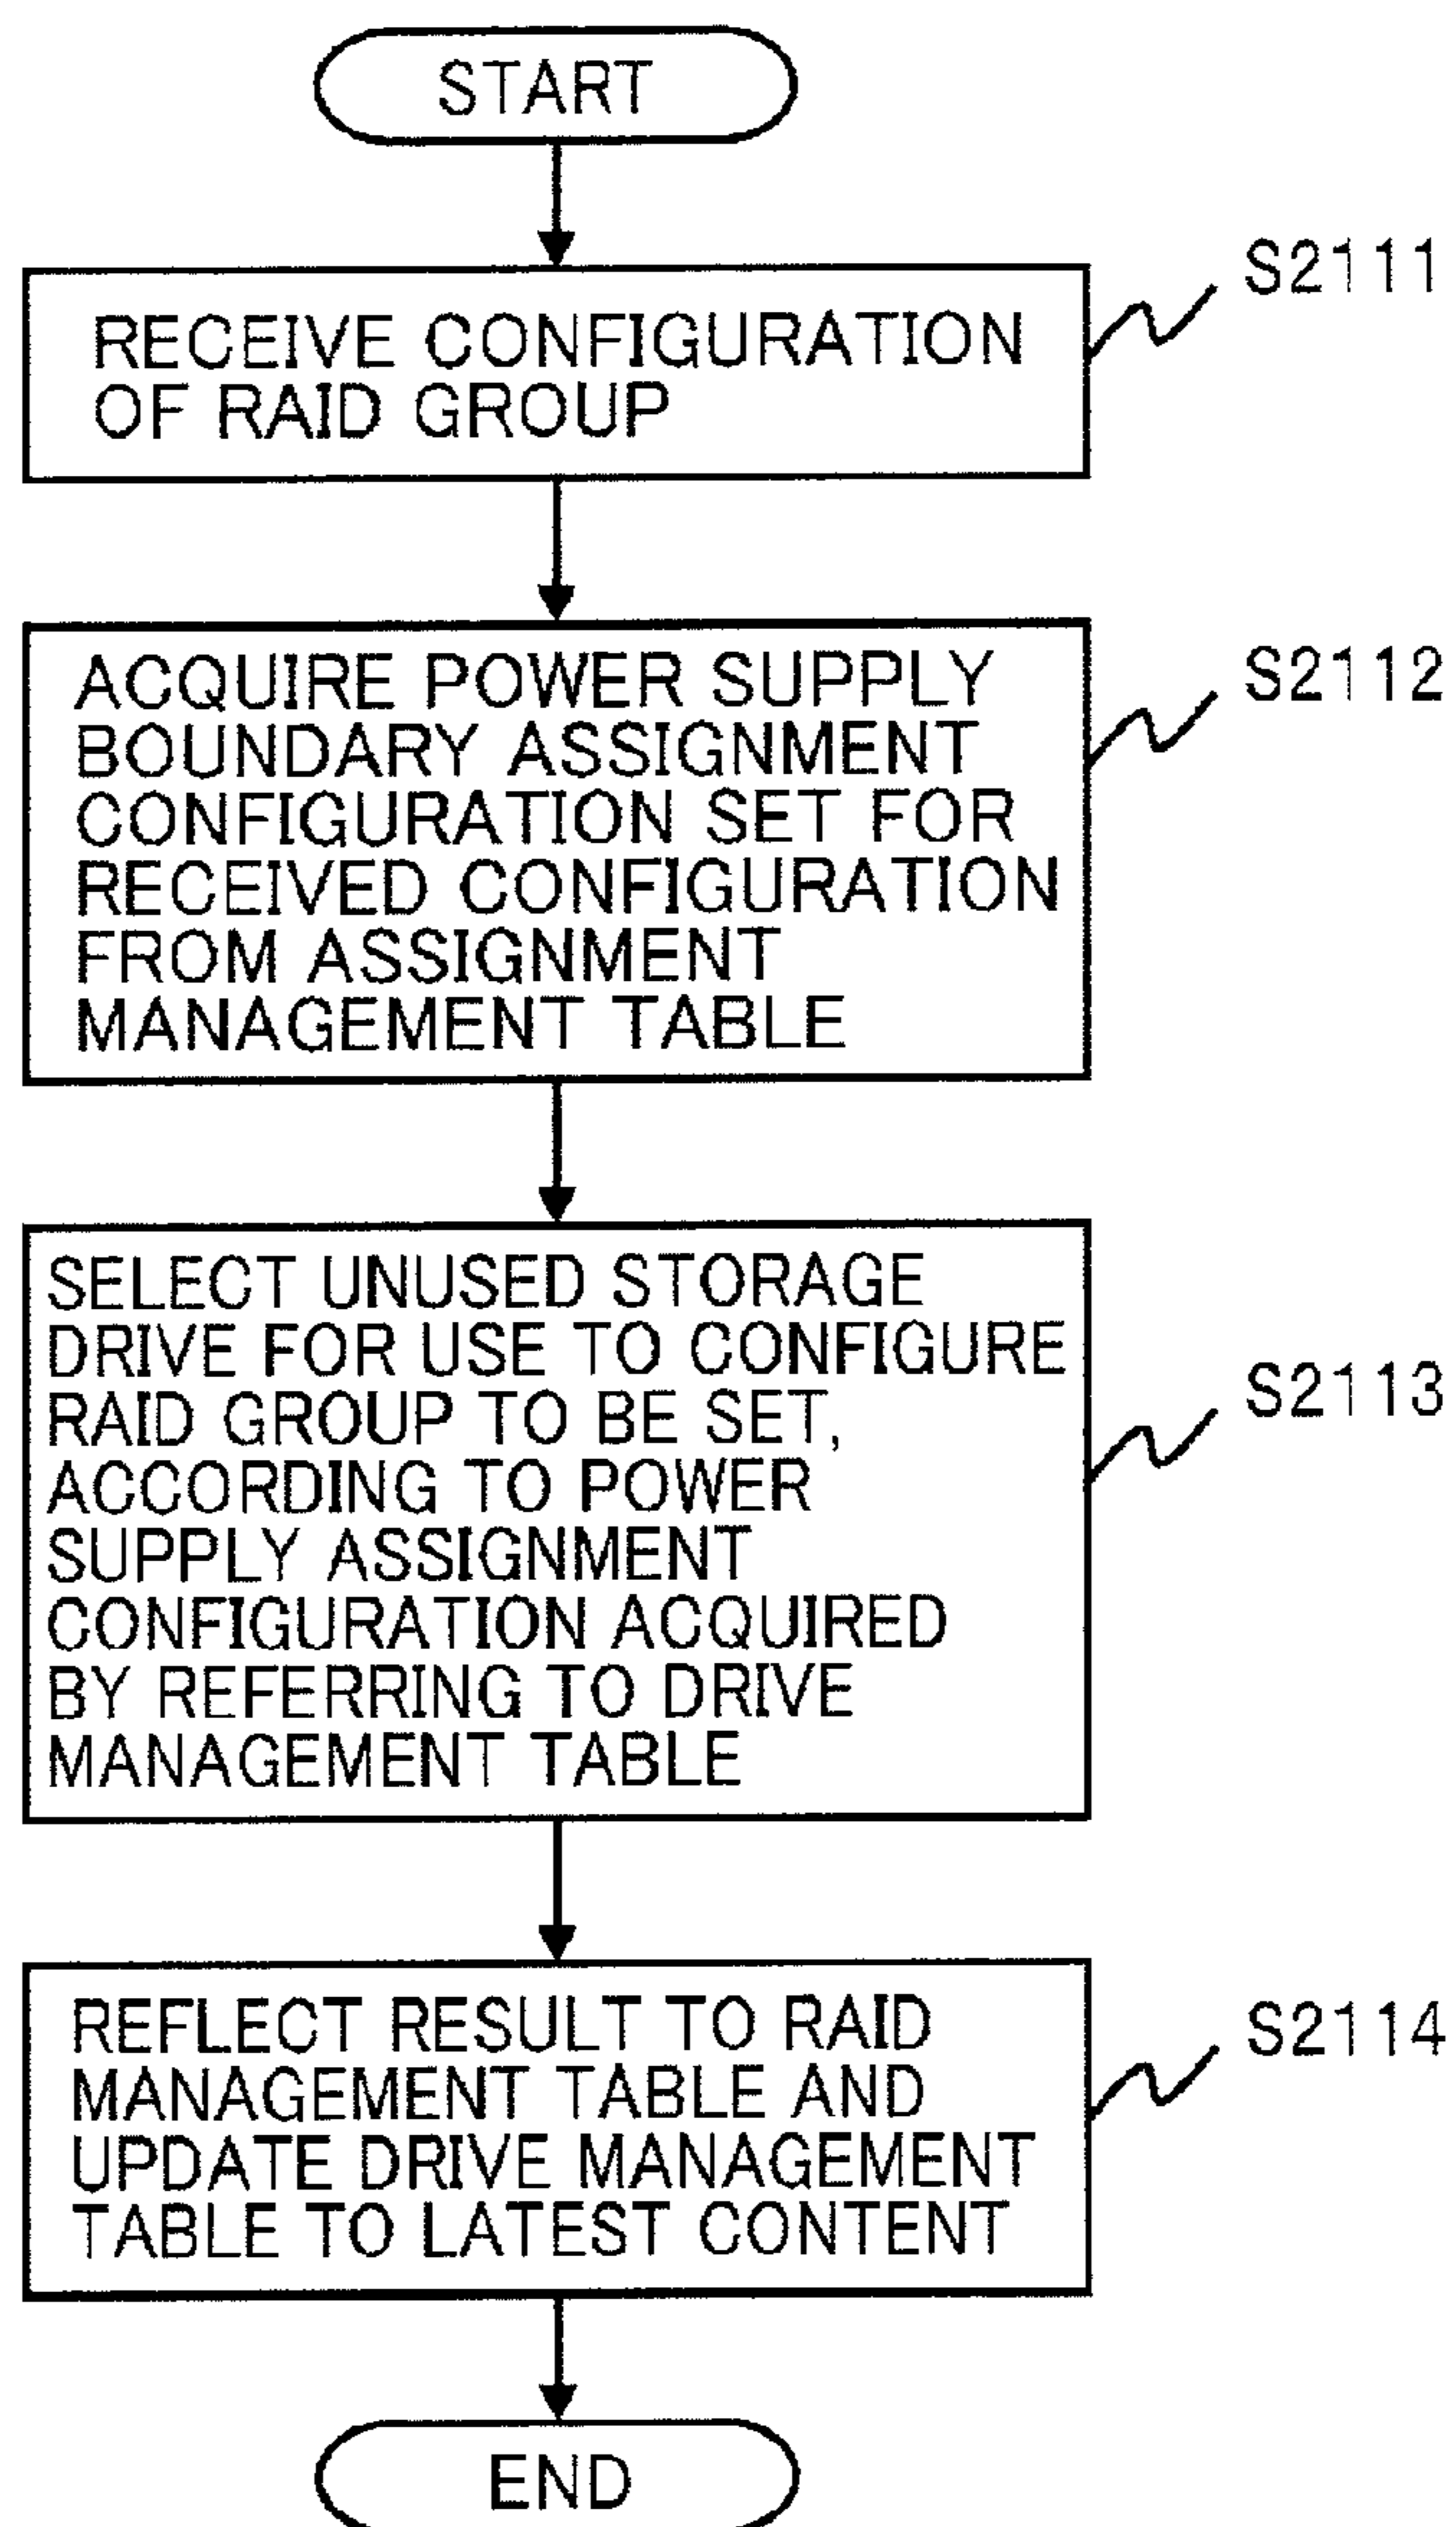 START
S2111
RECEIVE CONFIGURATION
OF RAID GROUP
S2112
ACQUIRE POWER SUPPLY
BOUNDARY ASSIGNMENT
CONFIGURATION SET FOR
RECEIVED CONFIGURATION
FROM ASSIGNMENT
MANAGEMENT TABLE
S2113
SELECT UNUSED STORAGE
DRIVE FOR USE TO CONFIGURE
RAID GROUP TO BE SET,
ACCORDING TO POWER
SUPPLY ASSIGNMENT
CONFIGURATION ACQUIRED
BY REFERRING TO DRIVE
MANAGEMENT TABLE
S2114
REFLECT RESULT TO RAID
MANAGEMENT TABLE AND
UPDATE DRIVE MANAGEMENT
TABLE TO LATEST CONTENT
END